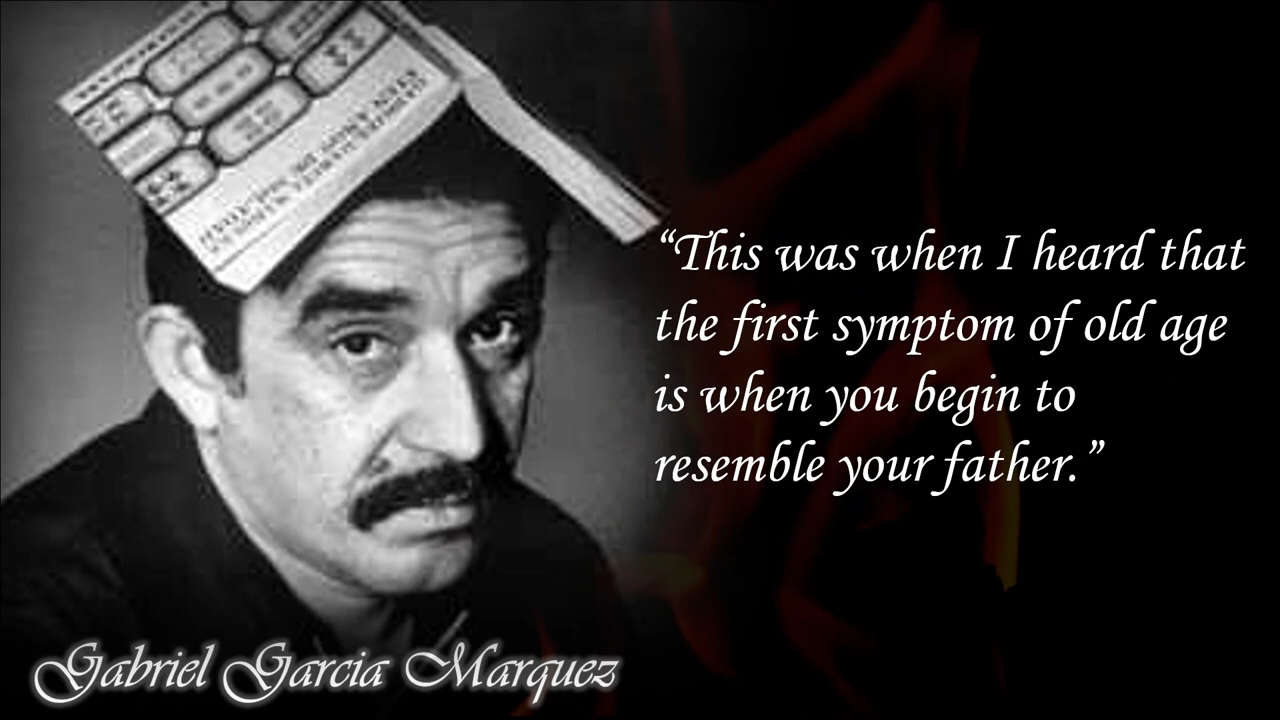 “This was when I heard that
the first symptom of old age
is when you begin to
resemble your father.”
Gabriel Garcia Marquez